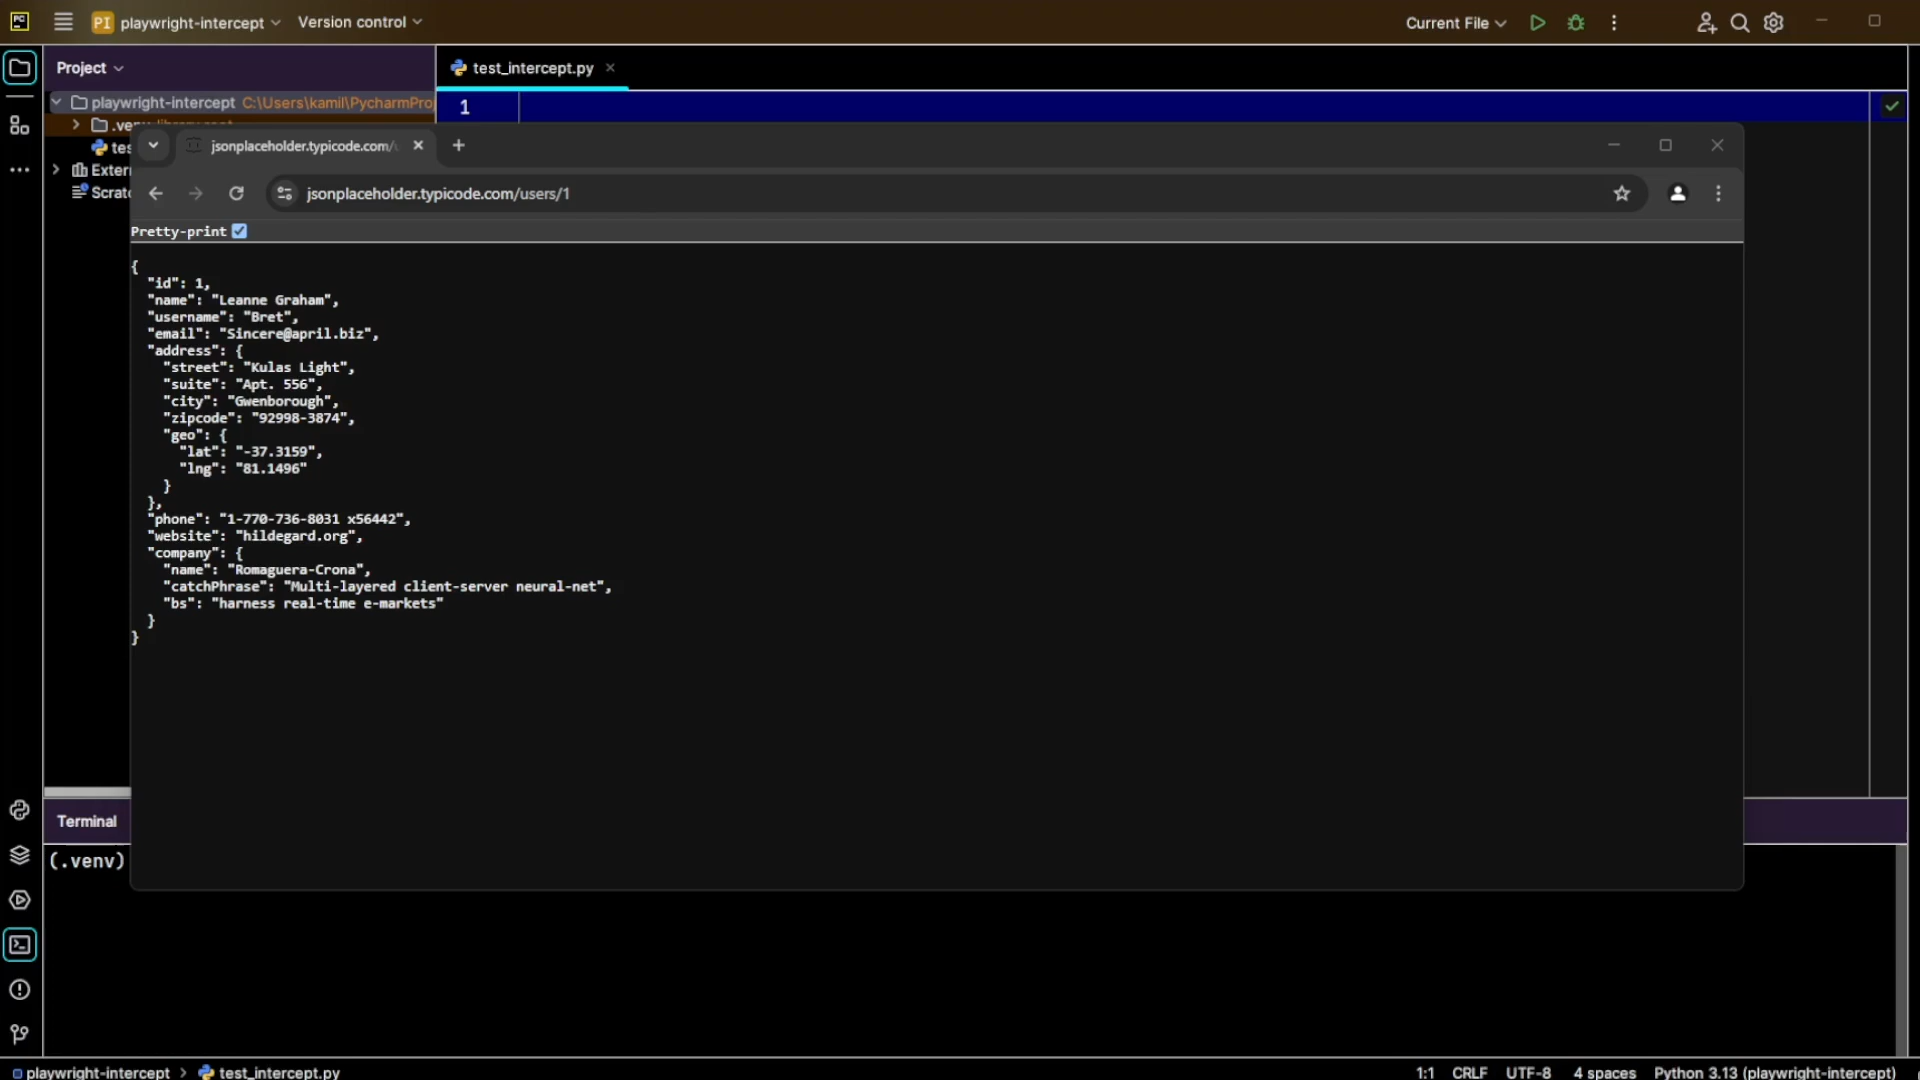 PC
PI playwright-intercept Version control
Current File
Project
test_intercept.py
playwright-intercept C:\Users\kamil\PycharmPro
1
jsonplaceholder.typicode.com/
jsonplaceholder.typicode.com/users/1
Pretty-print
{
"id": 1,
"name": "Leanne Graham",
"username": "Bret",
"email": "Sincere@april.biz",
"address": {
"street": "Kulas Light",
"suite": "Apt. 556",
"city": "Gwenborough",
"zipcode": "92998-3874",
"geo": {
"lat": "-37.3159",
"lng": "81.1496"
}
},
"phone": "1-770-736-8031 x56442",
"website": "hildegard.org",
"company": {
"name": "Romaguera-Crona",
"catchPhrase": "Multi-layered client-server neural-net",
"bs": "harness real-time e-markets"
}
}
Terminal
(.venv)
playwright-intercept > test_intercept.py
1:1 CRLF UTF-8 4 spaces Python 3.13 (playwright-intercept)